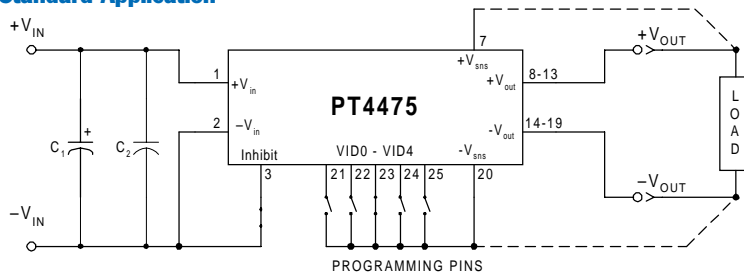 Standard Application
+VIN
+VOUT
7
+Vsns
1
+Vin
+Vout
8-13
PT4475
2
−Vin
-Vout
14-19
LOAD
C1
+
C2
Inhibit
VID0 - VID4
-Vsns
3
21
22
23
24
25
20
−VIN
−VOUT
PROGRAMMING PINS